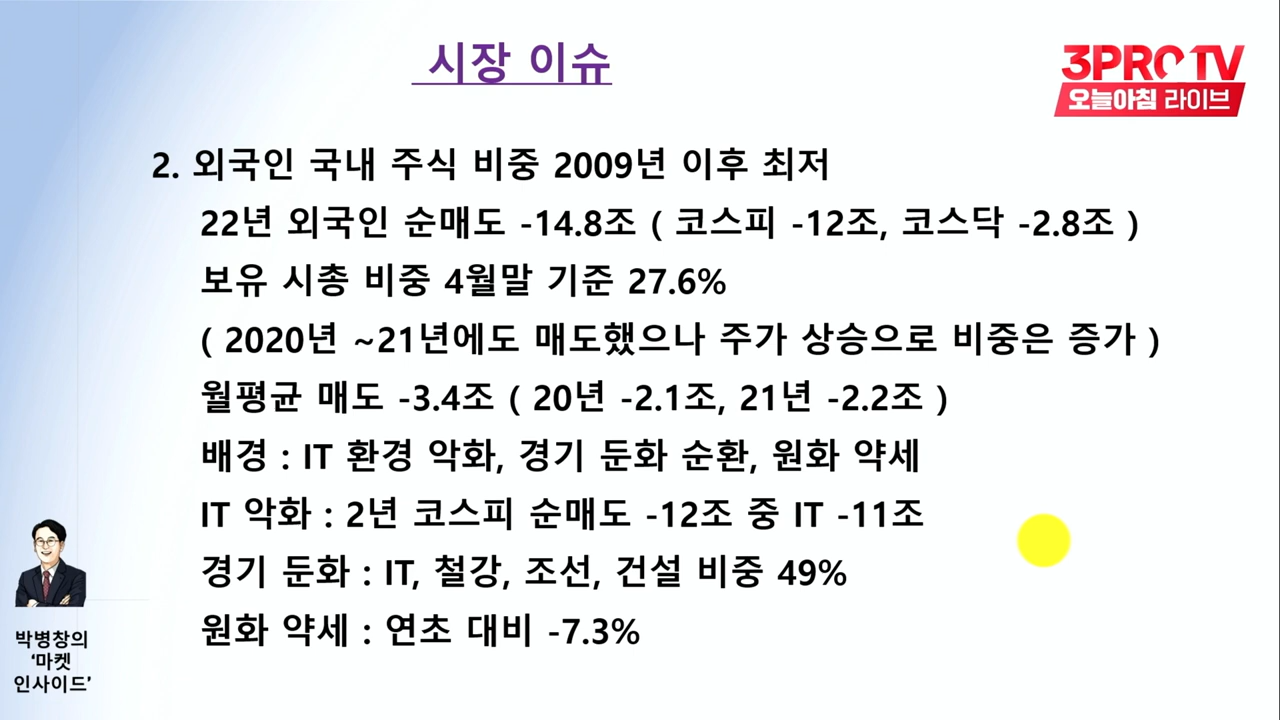 시장 이슈
3PRO TV
오늘아침 라이브
2. 외국인 국내 주식 비중 2009년 이후 최저
22년 외국인 순매도 -14.8조 ( 코스피 -12조, 코스닥 -2.8조 )
보유 시총 비중 4월말 기준 27.6%
( 2020년 ~21년에도 매도했으나 주가 상승으로 비중은 증가 )
월평균 매도 -3.4조 ( 20년 -2.1조, 21년 -2.2조 )
배경 : IT 환경 악화, 경기 둔화 순환, 원화 약세
IT 악화 : 2년 코스피 순매도 -12조 중 IT -11조
경기 둔화 : IT, 철강, 조선, 건설 비중 49%
원화 약세 : 연초 대비 -7.3%
박병창의
‘마켓
인사이드’